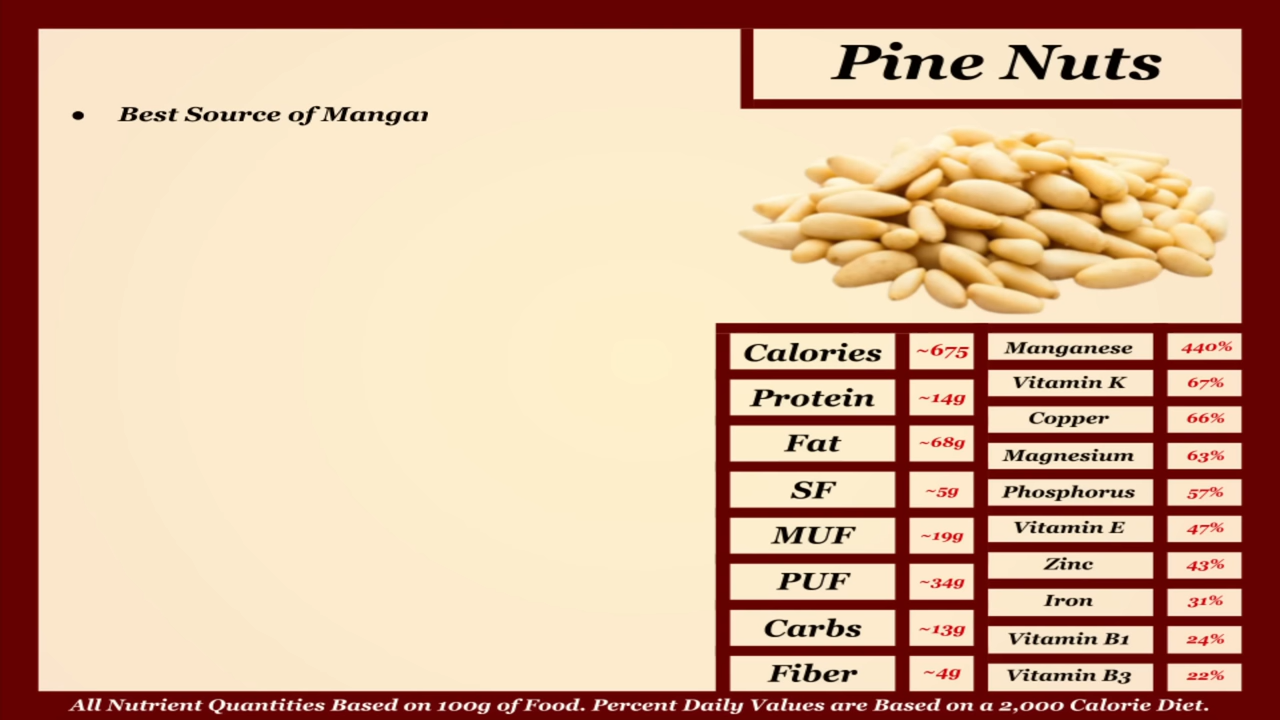 Pine Nuts
• Best Source of Mangan
Calories ~675
Protein ~14g
Fat ~68g
SF ~5g
MUF ~19g
PUF ~34g
Carbs ~13g
Fiber ~4g
Manganese 440%
Vitamin K 67%
Copper 66%
Magnesium 63%
Phosphorus 57%
Vitamin E 47%
Zinc 43%
Iron 31%
Vitamin B1 24%
Vitamin B3 22%
All Nutrient Quantities Based on 100g of Food. Percent Daily Values are Based on a 2,000 Calorie Diet.